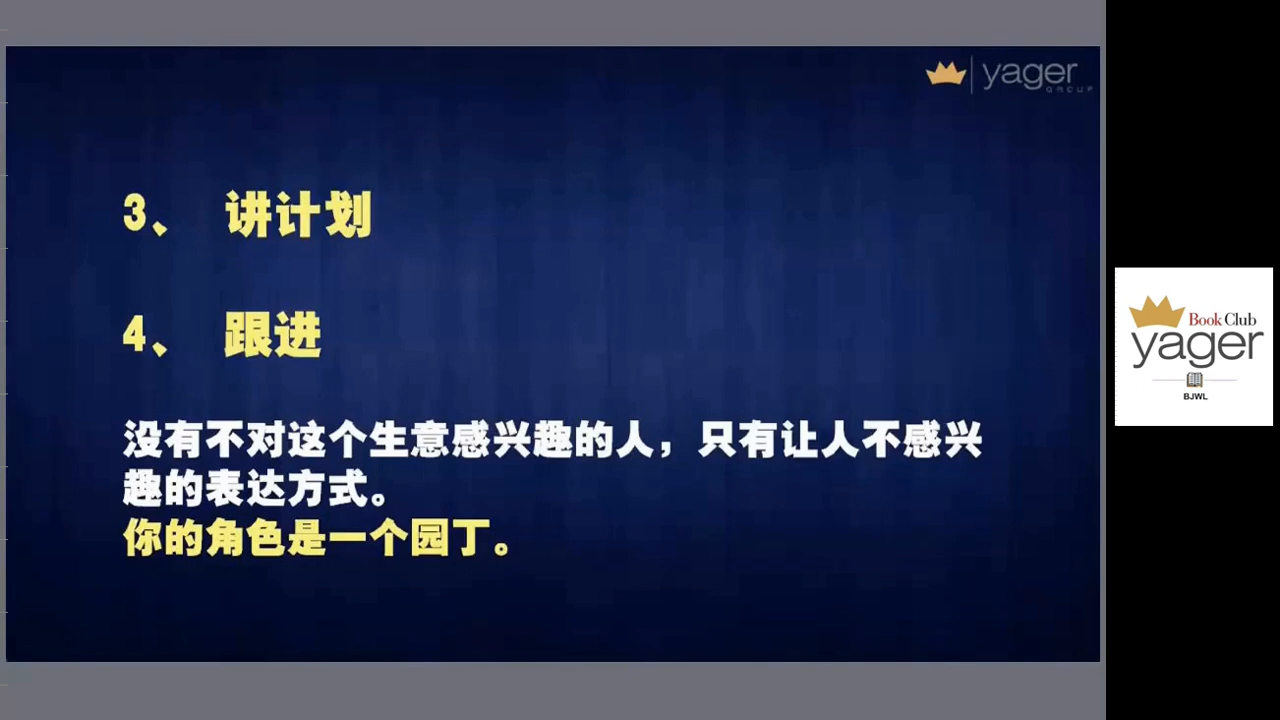 yager
GROUP
3、 讲计划
4、 跟进
没有不对这个生意感兴趣的人，只有让人不感兴
趣的表达方式。
你的角色是一个园丁。
Book Club
yager
BJWL